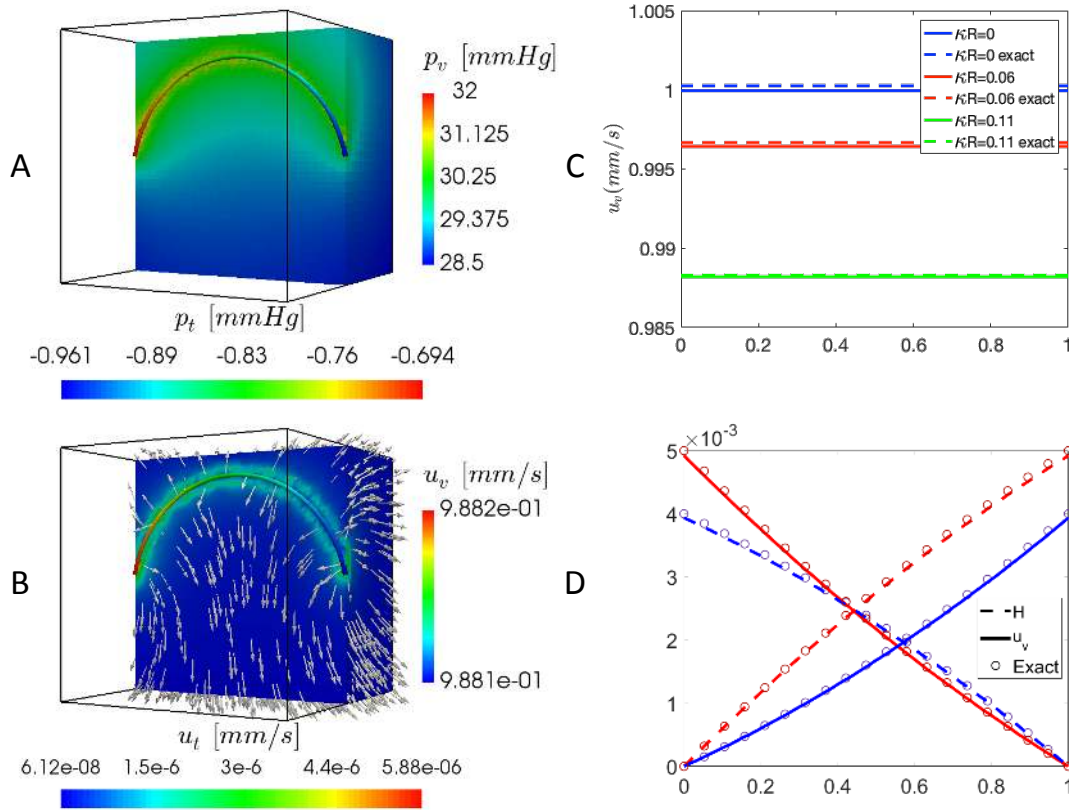 A
p_v [mmHg]
32
31.125
30.25
29.375
28.5
p_t [mmHg]
-0.961 -0.89 -0.83 -0.76 -0.694
B
u_v [mm/s]
9.882e-01
9.881e-01
u_t [mm/s]
6.12e-08 1.5e-6 3e-6 4.4e-6 5.88e-06
C
u_v(mm/s)
1.005
1
0.995
0.99
0.985
0 0.2 0.4 0.6 0.8 1
κR=0
κR=0 exact
κR=0.06
κR=0.06 exact
κR=0.11
κR=0.11 exact
D
×10⁻³
5
4
3
2
1
0
0 0.2 0.4 0.6 0.8 1
H
u_v
Exact